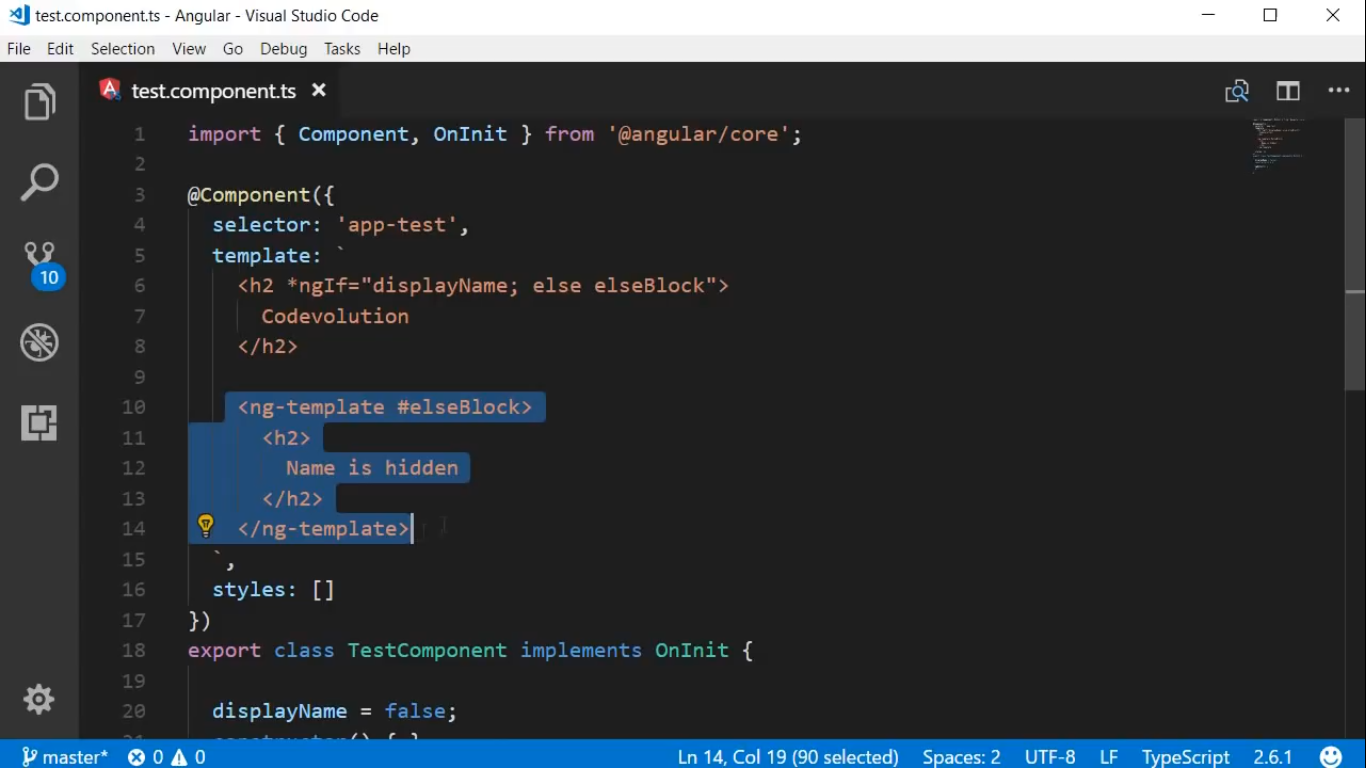 test.component.ts - Angular - Visual Studio Code
File Edit Selection View Go Debug Tasks Help
test.component.ts
1 import { Component, OnInit } from '@angular/core';
2
3 @Component({
4 selector: 'app-test',
5 template: `
6 <h2 *ngIf="displayName; else elseBlock">
7 Codevolution
8 </h2>
9
10 <ng-template #elseBlock>
11 <h2>
12 Name is hidden
13 </h2>
14 </ng-template>
15 `,
16 styles: []
17 })
18 export class TestComponent implements OnInit {
19
20 displayName = false;
21 constructor() { }
10
master* 0 0 Ln 14, Col 19 (90 selected) Spaces: 2 UTF-8 LF TypeScript 2.6.1